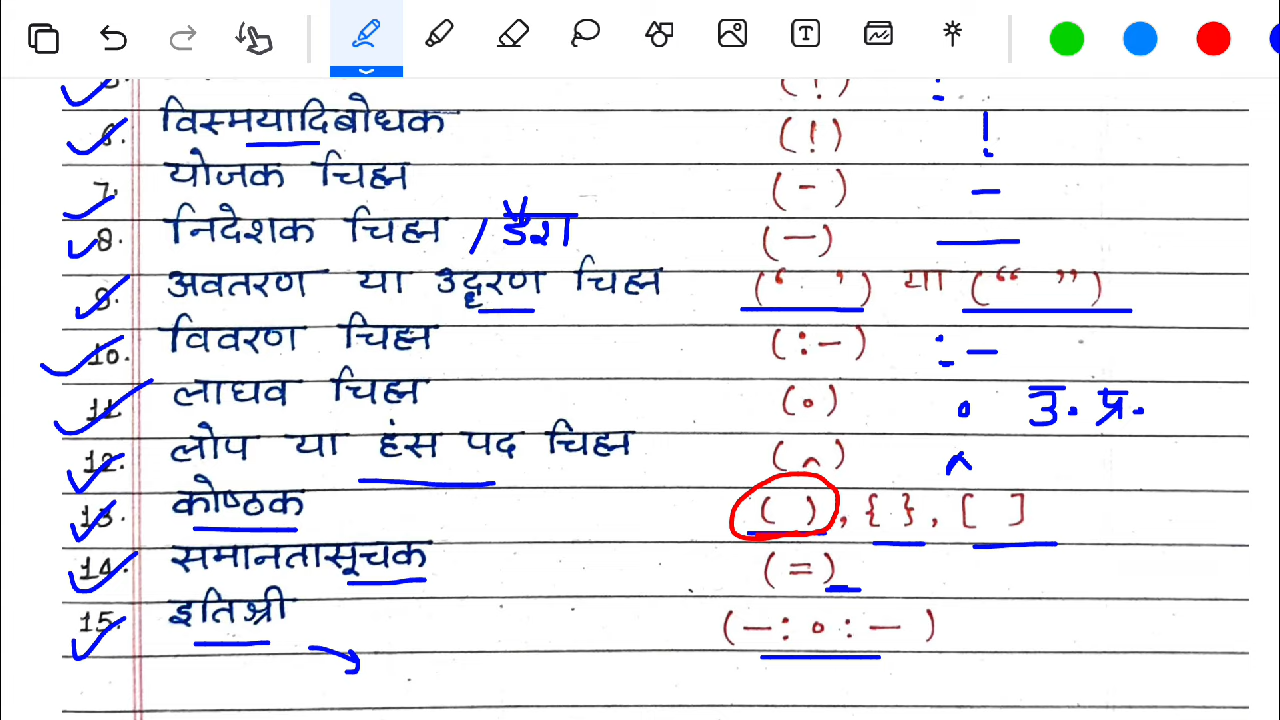 6. विस्मयादिबोधक (!) !
7. योजक चिह्न (-) -
8. निदेशक चिह्न / डैश (—) —
9. अवतरण या उद्धरण चिह्न (‘ ’) या (“ ”)
10. विवरण चिह्न (:-) :-
11. लाघव चिह्न (०) ० उ. प्र.
12. लोप या हंस पद चिह्न (^) ^
13. कोष्ठक ( ), { }, [ ]
14. समानतासूचक (=)
15. इतिश्री (—:०:—)